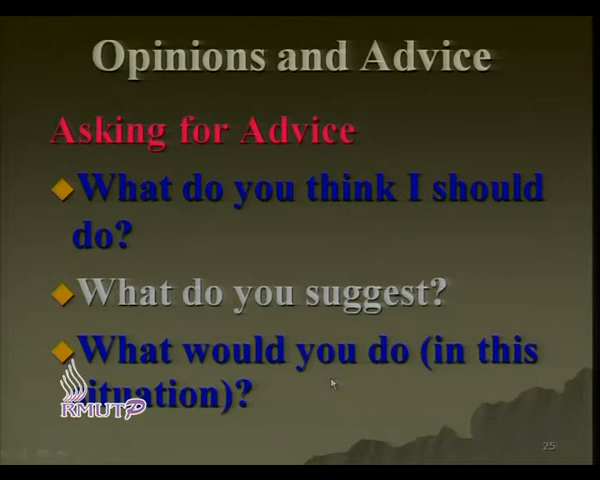 Opinions and Advice
Asking for Advice
What do you think I should
do?
What do you suggest?
What would you do (in this
situation)?
RMUTP
25